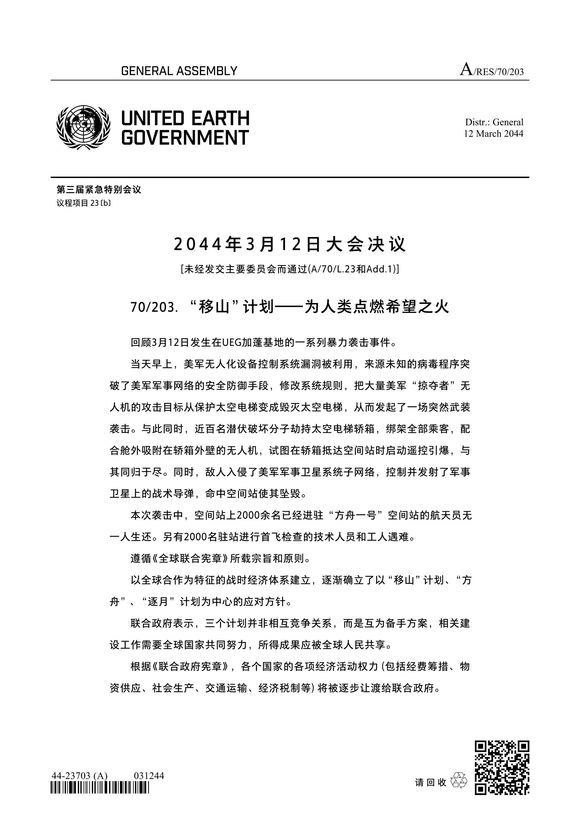 GENERAL ASSEMBLY
A/RES/70/203
UNITED EARTH
GOVERNMENT
Distr.: General
12 March 2044
第三届紧急特别会议
议程项目 23 (b)
2044年3月12日大会决议
[未经发交主要委员会而通过(A/70/L.23和Add.1)]
70/203. “移山”计划——为人类点燃希望之火
回顾3月12日发生在UEG加蓬基地的一系列暴力袭击事件。
当天早上，美军无人化设备控制系统漏洞被利用，来源未知的病毒程序突
破了美军军事网络的安全防御手段，修改系统规则，把大量美军“掠夺者”无
人机的攻击目标从保护太空电梯变成毁灭太空电梯，从而发起了一场突然武装
袭击。与此同时，近百名潜伏破坏分子劫持太空电梯轿箱，绑架全部乘客，配
合舱外吸附在轿箱外壁的无人机，试图在轿箱抵达空间站时启动遥控引爆，与
其同归于尽。同时，敌人入侵了美军军事卫星系统子网络，控制并发射了军事
卫星上的战术导弹，命中空间站使其坠毁。
本次袭击中，空间站上2000余名已经进驻“方舟一号”空间站的航天员无
一人生还。另有2000名驻站进行首飞检查的技术人员和工人遇难。
遵循《全球联合宪章》所载宗旨和原则。
以全球合作为特征的战时经济体系建立，逐渐确立了以“移山”计划、“方
舟”、“逐月”计划为中心的应对方针。
联合政府表示，三个计划并非相互竞争关系，而是互为备手方案，相关建
设工作需要全球国家共同努力，所得成果应被全球人民共享。
根据《联合政府宪章》，各个国家的各项经济活动权力 (包括经费筹措、物
资供应、社会生产、交通运输、经济税制等) 将被逐步让渡给联合政府。
44-23703 (A) 031244
请回收